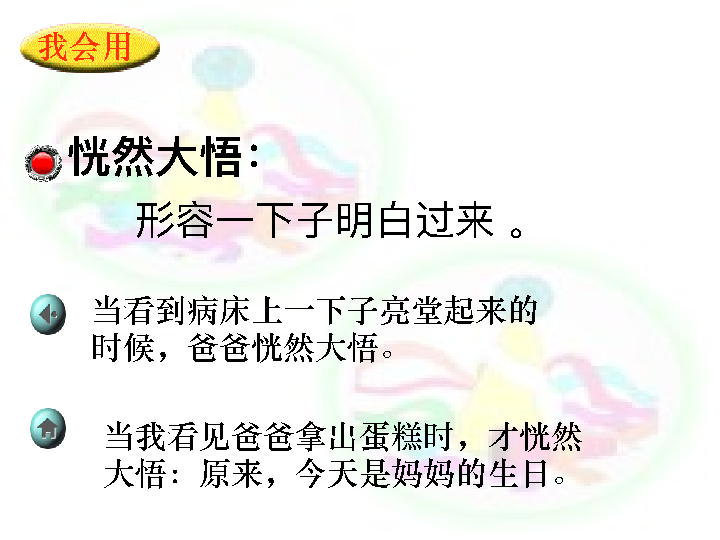 我会用
恍然大悟：
形容一下子明白过来 。
当看到病床上一下子亮堂起来的
时候，爸爸恍然大悟。
当我看见爸爸拿出蛋糕时，才恍然
大悟：原来，今天是妈妈的生日。